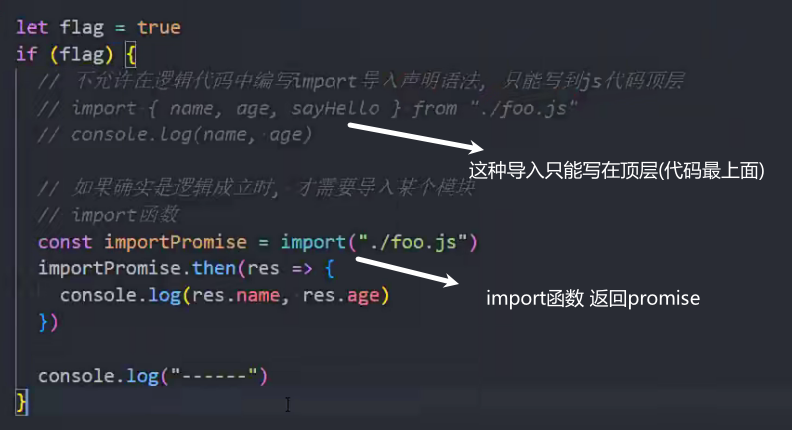 let flag = true
if (flag) {
// 不允许在逻辑代码中编写import导入声明语法, 只能写到js代码顶层
// import { name, age, sayHello } from "./foo.js"
// console.log(name, age)
这种导入只能写在顶层(代码最上面)
// 如果确实是逻辑成立时, 才需要导入某个模块
// import函数
const importPromise = import("./foo.js")
importPromise.then(res => {
console.log(res.name, res.age)
import函数 返回promise
})
console.log("------")
}